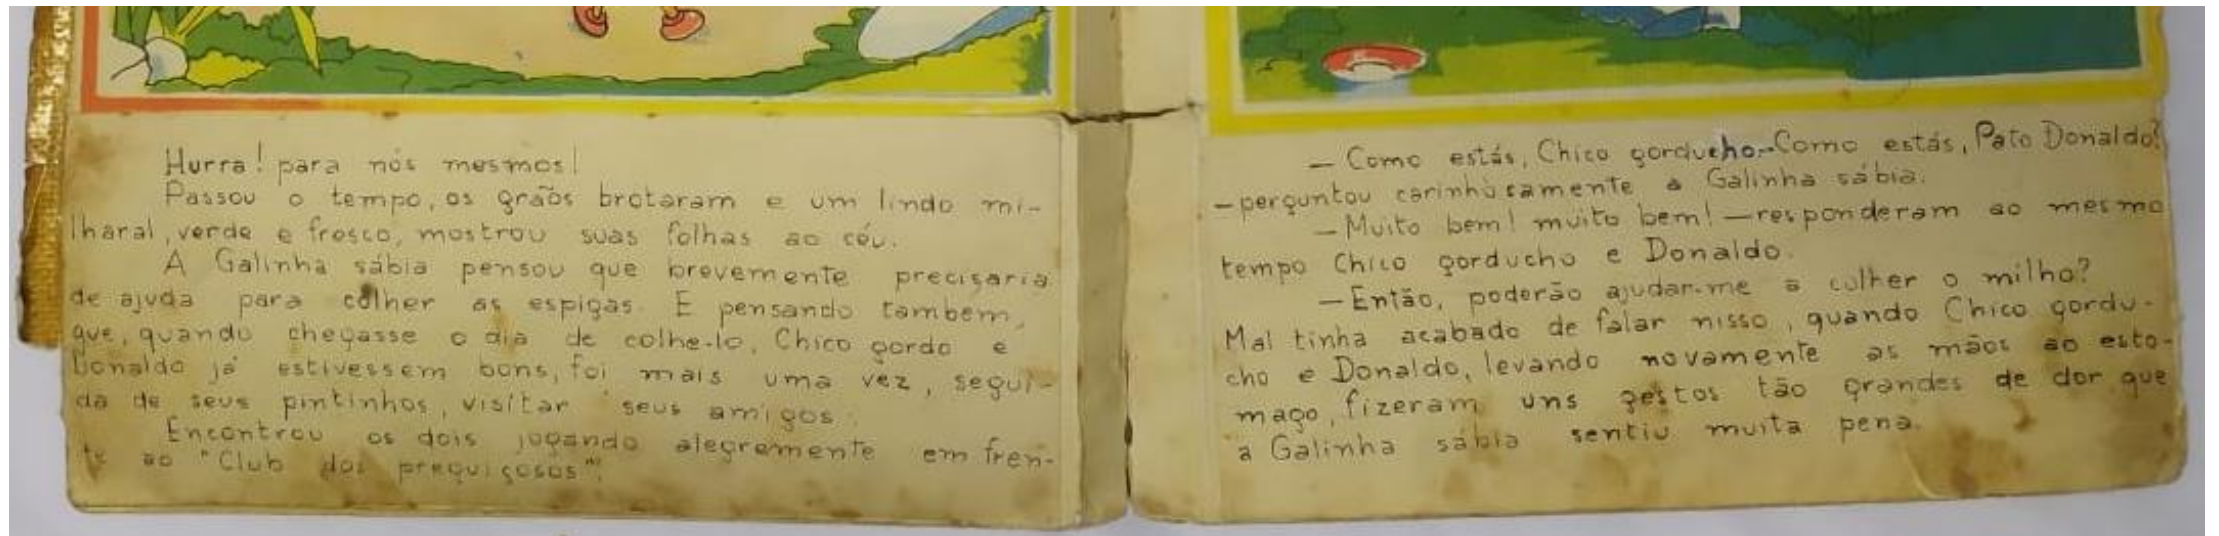 Hurra! para nós mesmos!
Passou o tempo, os grãos brotaram e um lindo mi-
lharal, verde e fresco, mostrou suas folhas ao céu.
A Galinha sábia pensou que brevemente precisaria
de ajuda para colher as espigas. E pensando tambem,
que, quando chegasse o dia de colhe-lo, Chico gordo e
Donaldo já estivessem bons, foi mais uma vez, segui-
da de seus pintinhos, visitar seus amigos.
Encontrou os dois jogando alegremente em fren-
te ao "Club dos preguiçosos".
— Como estás, Chico gorducho-Como estás, Pato Donaldo?
— perguntou carinhosamente a Galinha sábia.
— Muito bem! muito bem! — responderam ao mesmo
tempo Chico gorducho e Donaldo.
— Então, poderão ajudar-me a colher o milho?
Mal tinha acabado de falar nisso, quando Chico gordu-
cho e Donaldo, levando novamente as mãos ao esto-
mago, fizeram uns gestos tão grandes de dor que
a Galinha sábia sentiu muita pena.